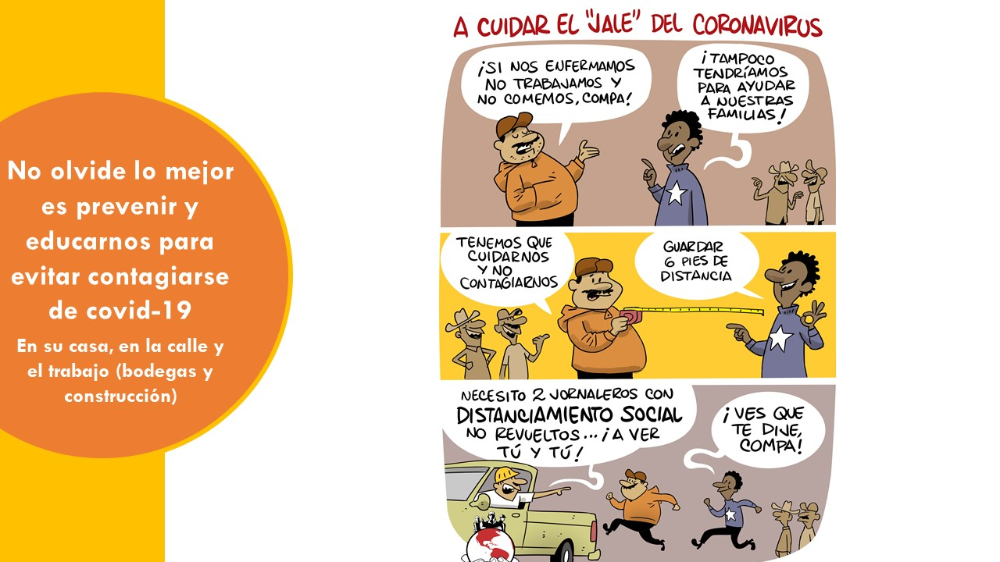 No olvide lo mejor
es prevenir y
educarnos para
evitar contagiarse
de covid-19
En su casa, en la calle y
el trabajo (bodegas y
construcción)
A CUIDAR EL "JALE" DEL CORONAVIRUS
¡SI NOS ENFERMAMOS
NO TRABAJAMOS Y
NO COMEMOS, COMPA!
¡TAMPOCO
TENDRÍAMOS
PARA AYUDAR
A NUESTRAS
FAMILIAS!
TENEMOS QUE
CUIDARNOS
Y NO
CONTAGIARNOS
GUARDAR
6 PIES DE
DISTANCIA
NECESITO 2 JORNALEROS CON
DISTANCIAMIENTO SOCIAL
NO REVUELTOS...¡A VER
TÚ Y TÚ!
¡VES QUE
TE DIJE,
COMPA!